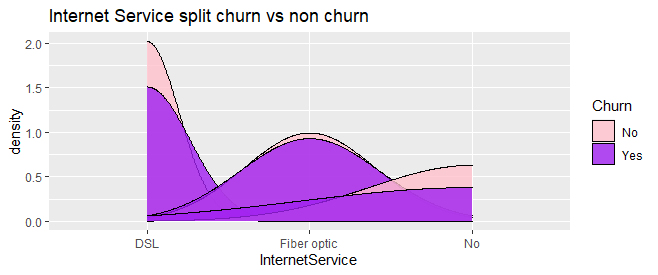 Internet Service split churn vs non churn
2.0
1.5
1.0
0.5
0.0
density
DSL
Fiber optic
No
InternetService
Churn
No
Yes